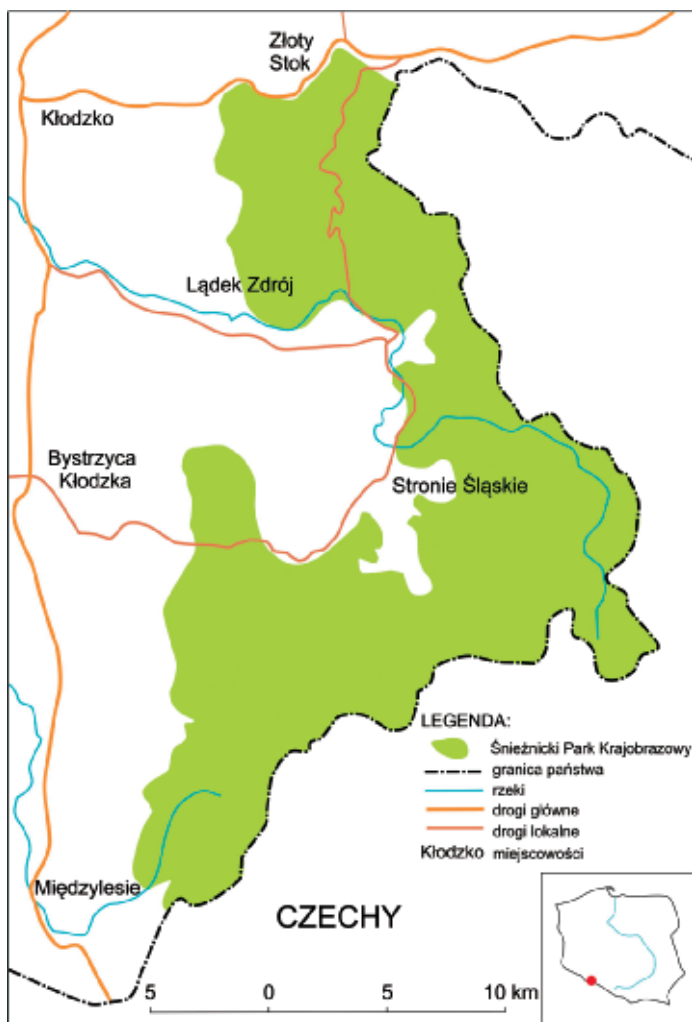 Złoty
Stok
Kłodzko
Lądek Zdrój
Bystrzyca
Kłodzka
Stronie Śląskie
LEGENDA:
Śnieżnicki Park Krajobrazowy
granica państwa
rzeki
drogi główne
drogi lokalne
Kłodzko miejscowości
Międzylesie
CZECHY
5 0 5 10 km